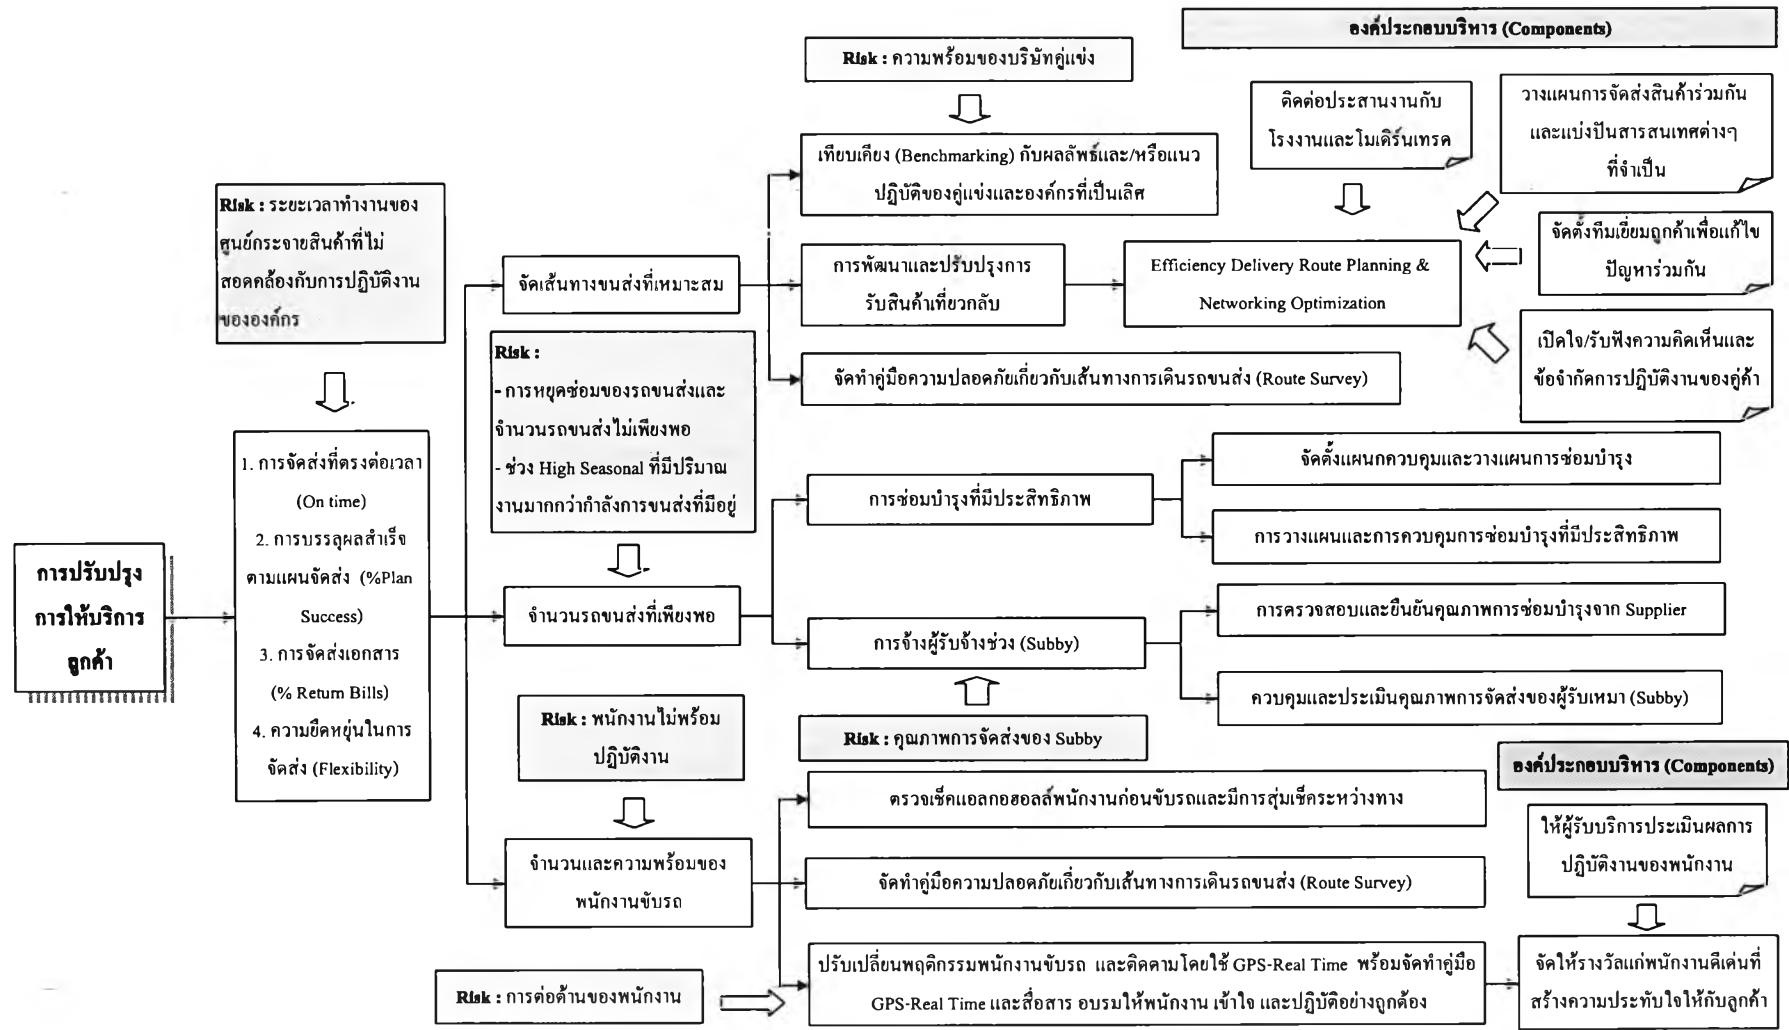 องค์ประกอบบริหาร (Components)
Risk : ความพร้อมของบริษัทคู่แข่ง
ติดต่อประสานงานกับ
โรงงานและโมเดิร์นเทรด
วางแผนการจัดส่งสินค้าร่วมกัน
และแบ่งปันสารสนเทศต่างๆ
ที่จำเป็น
เทียบเคียง (Benchmarking) กับผลลัพธ์และ/หรือแนว
ปฏิบัติของคู่แข่งและองค์กรที่เป็นเลิศ
Risk : ระยะเวลาทำงานของ
ศูนย์กระจายสินค้าที่ไม่
สอดคล้องกับการปฏิบัติงาน
ขององค์กร
จัดตั้งทีมเยี่ยมลูกค้าเพื่อแก้ไข
ปัญหาร่วมกัน
จัดเส้นทางขนส่งที่เหมาะสม
การพัฒนาและปรับปรุงการ
รับสินค้าเที่ยวกลับ
Efficiency Delivery Route Planning &
Networking Optimization
เปิดใจ/รับฟังความคิดเห็นและ
ข้อจำกัดการปฏิบัติงานของคู่ค้า
Risk :
- การหยุดซ่อมของรถขนส่งและ
จำนวนรถขนส่งไม่เพียงพอ
- ช่วง High Seasonal ที่มีปริมาณ
งานมากกว่ากำลังการขนส่งที่มีอยู่
จัดทำคู่มือความปลอดภัยเกี่ยวกับเส้นทางการเดินรถขนส่ง (Route Survey)
1. การจัดส่งที่ตรงต่อเวลา
(On time)
2. การบรรลุผลสำเร็จ
ตามแผนจัดส่ง (%Plan
Success)
3. การจัดส่งเอกสาร
(% Return Bills)
4. ความยืดหยุ่นในการ
จัดส่ง (Flexibility)
จัดตั้งแผนกควบคุมและวางแผนการซ่อมบำรุง
การซ่อมบำรุงที่มีประสิทธิภาพ
การวางแผนและการควบคุมการซ่อมบำรุงที่มีประสิทธิภาพ
การปรับปรุง
การให้บริการ
ลูกค้า
จำนวนรถขนส่งที่เพียงพอ
การตรวจสอบและยืนยันคุณภาพการซ่อมบำรุงจาก Supplier
การจ้างผู้รับจ้างช่วง (Subby)
ควบคุมและประเมินคุณภาพการจัดส่งของผู้รับเหมา (Subby)
Risk : พนักงานไม่พร้อม
ปฏิบัติงาน
Risk : คุณภาพการจัดส่งของ Subby
องค์ประกอบบริหาร (Components)
ตรวจเช็คแอลกอฮอลล์พนักงานก่อนขับรถและมีการสุ่มเช็คระหว่างทาง
ให้ผู้รับบริการประเมินผลการ
ปฏิบัติงานของพนักงาน
จำนวนและความพร้อมของ
พนักงานขับรถ
จัดทำคู่มือความปลอดภัยเกี่ยวกับเส้นทางการเดินรถขนส่ง (Route Survey)
Risk : การต่อต้านของพนักงาน
ปรับเปลี่ยนพฤติกรรมพนักงานขับรถ และติดตามโดยใช้ GPS-Real Time พร้อมจัดทำคู่มือ
GPS-Real Time และสื่อสาร อบรมให้พนักงาน เข้าใจ และปฏิบัติอย่างถูกต้อง
จัดให้รางวัลแก่พนักงานดีเด่นที่
สร้างความประทับใจให้กับลูกค้า